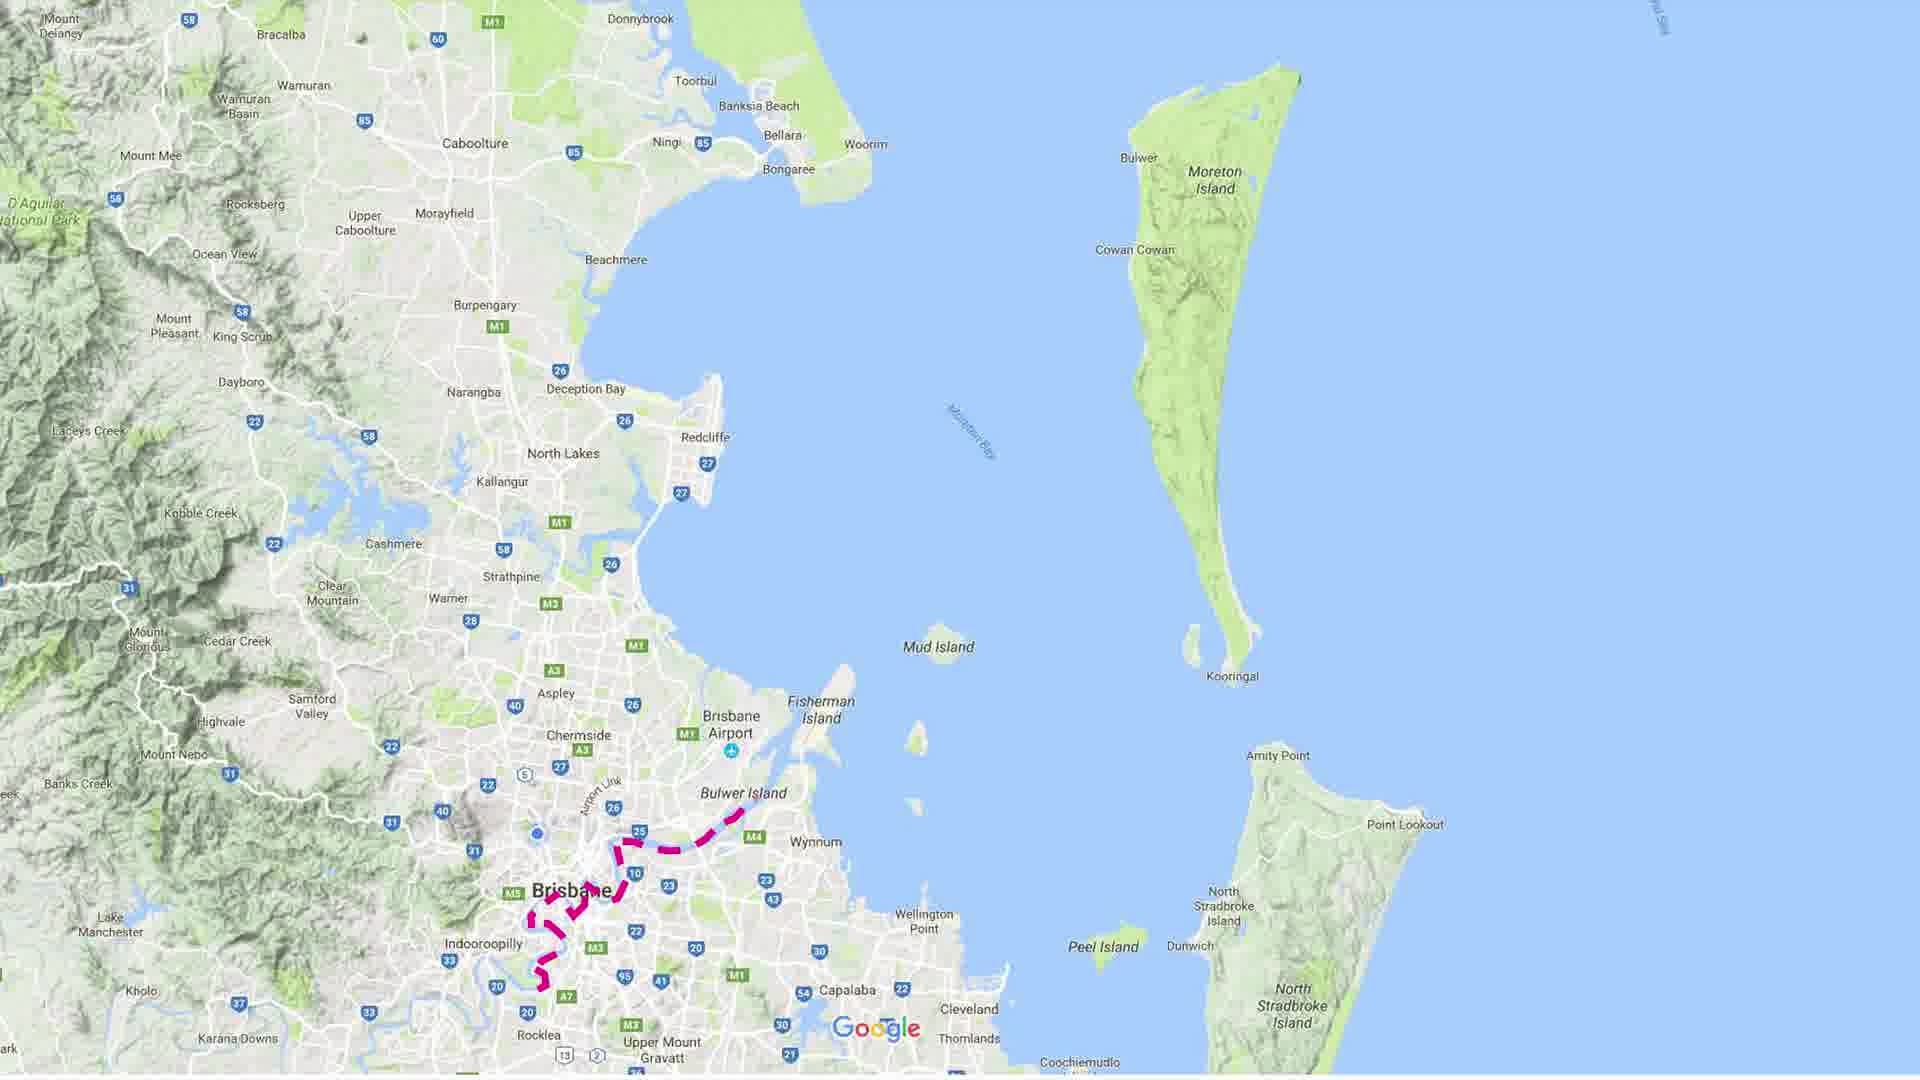 Mount
Delaney
58
Bracalba
60
M1
Donnybrook
Toorbul
Wamuran
Wamuran
Basin
Banksia Beach
85
Caboolture
85
Ningi
85
Bellara
Woorim
Mount Mee
Bongaree
Bulwer
Moreton
Island
58
D'Aguilar
National Park
Rocksberg
Upper
Caboolture
Morayfield
Ocean View
Beachmere
Cowan Cowan
58
Burpengary
M1
Mount
Pleasant
King Scrub
26
Dayboro
Narangba
Deception Bay
22
26
Laceys Creek
58
Redcliffe
Moreton Bay
North Lakes
27
Kallangur
27
Kobble Creek
M1
22
Cashmere
58
26
Strathpine
31
Clear
Mountain
Warner
M3
28
Mount
Glorious
Cedar Creek
M1
Mud Island
A3
Kooringal
Samford
Valley
Aspley
40
26
Fisherman
Island
Highvale
Brisbane
Airport
Chermside
M1
22
A3
Mount Nebo
Amity Point
31
5
27
Banks Creek
22
Airport Link
Bulwer Island
40
26
31
25
Point Lookout
M4
Wynnum
31
10
M5
Brisbane
23
23
43
North
Stradbroke
Island
Lake
Manchester
Wellington
Point
22
Indooroopilly
M3
20
30
Peel Island
Dunwich
33
95
41
M1
20
A7
54
Capalaba
22
Kholo
37
33
20
Cleveland
North
Stradbroke
Island
Rocklea
M3
30
Google
Karana Downs
Upper Mount
Gravatt
Thornlands
13
2
21
Coochiemudlo